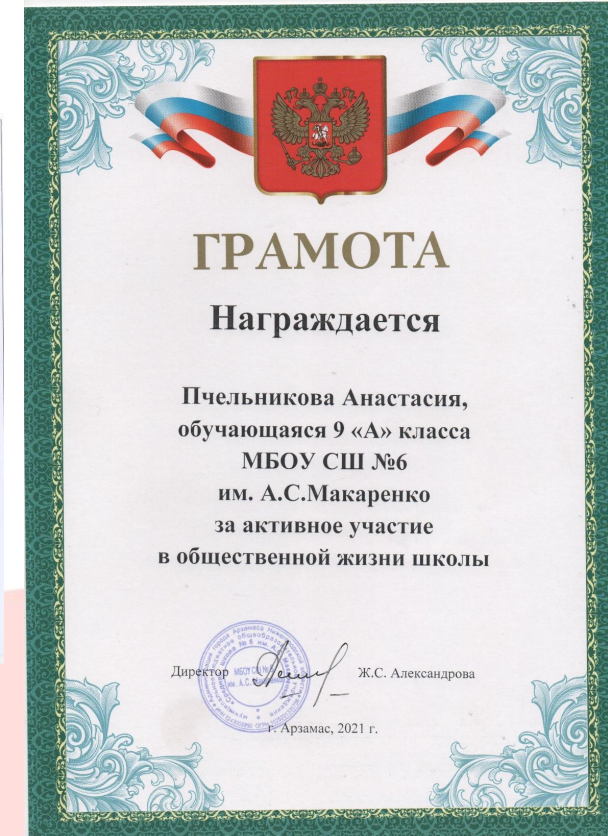 ГРАМОТА
Награждается
Пчельникова Анастасия,
обучающаяся 9 «А» класса
МБОУ СШ №6
им. А.С.Макаренко
за активное участие
в общественной жизни школы
Директор
Ж.С. Александрова
г. Арзамас, 2021 г.